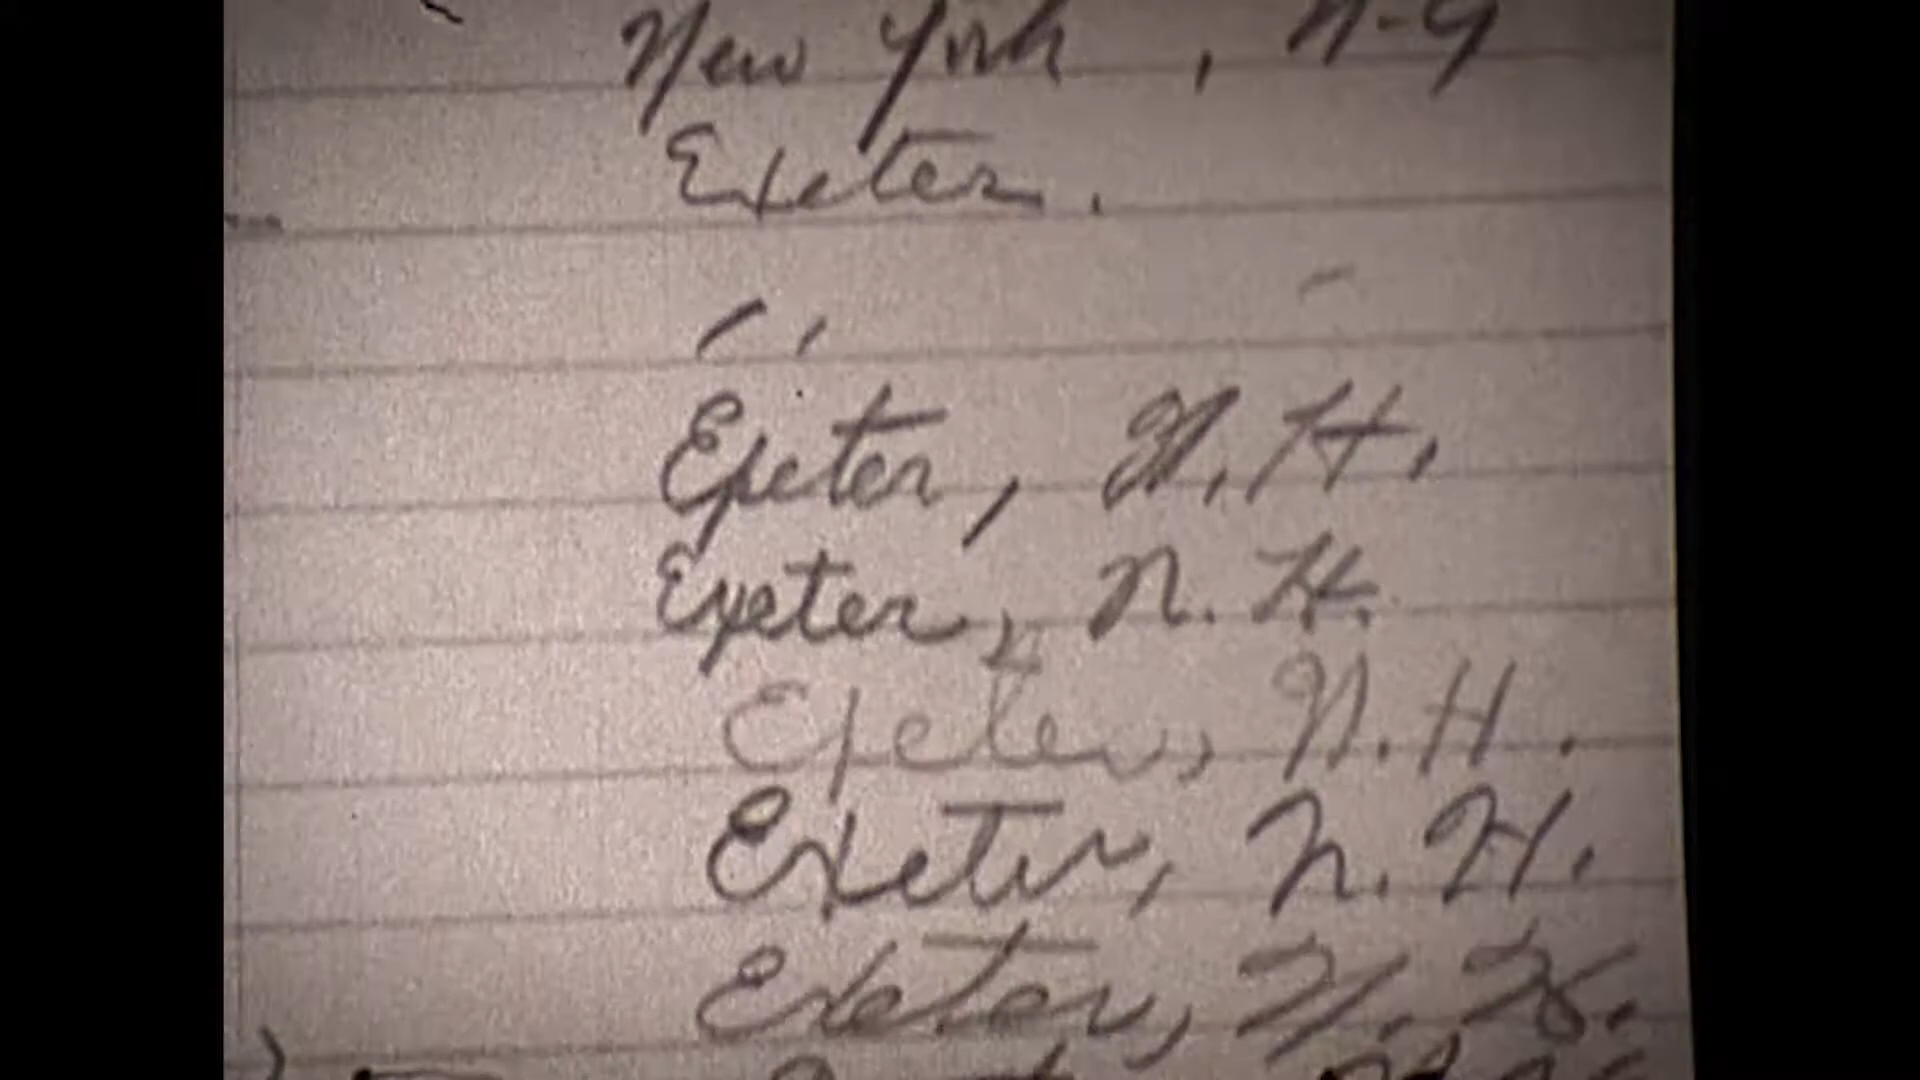 New York, N-Y
Exeter.
" "
Exeter, N.H.
Exeter, N.H.
Exeter, N.H.
Exeter, N.H.
Exeter, N.H.